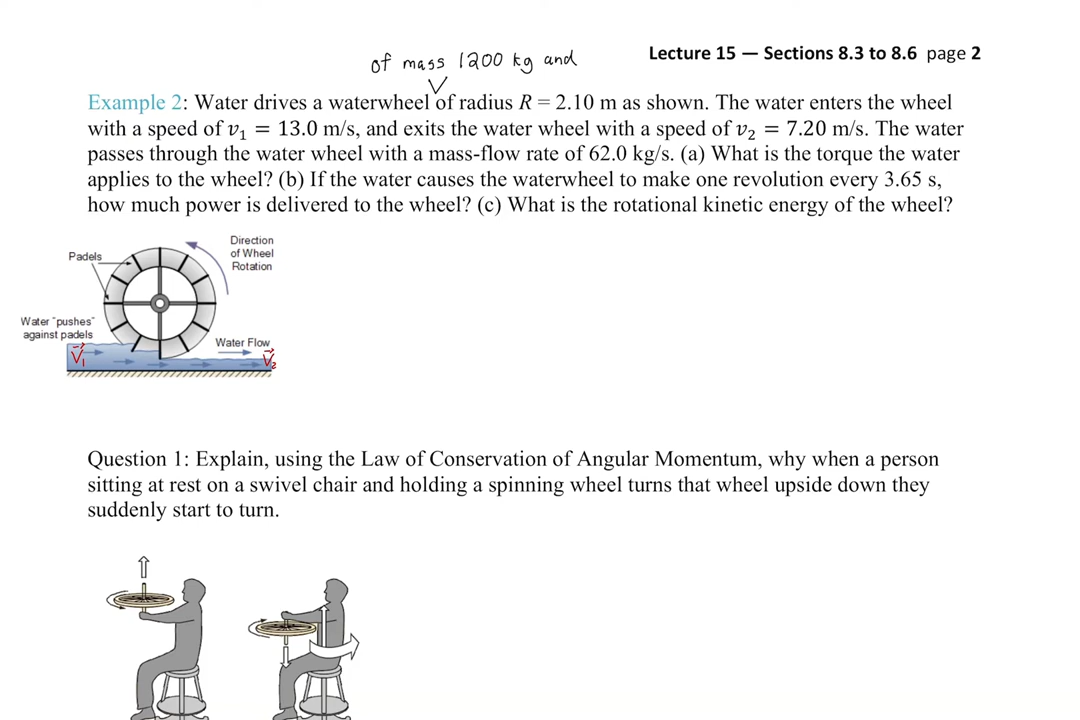 of mass 1200 kg and
Lecture 15 — Sections 8.3 to 8.6 page 2
Example 2: Water drives a waterwheel of radius R = 2.10 m as shown. The water enters the wheel
with a speed of v₁ = 13.0 m/s, and exits the water wheel with a speed of v₂ = 7.20 m/s. The water
passes through the water wheel with a mass-flow rate of 62.0 kg/s. (a) What is the torque the water
applies to the wheel? (b) If the water causes the waterwheel to make one revolution every 3.65 s,
how much power is delivered to the wheel? (c) What is the rotational kinetic energy of the wheel?
Direction
of Wheel
Rotation
Padels
Water "pushes"
against padels
Water Flow
V⃗₁
V⃗₂
Question 1: Explain, using the Law of Conservation of Angular Momentum, why when a person
sitting at rest on a swivel chair and holding a spinning wheel turns that wheel upside down they
suddenly start to turn.